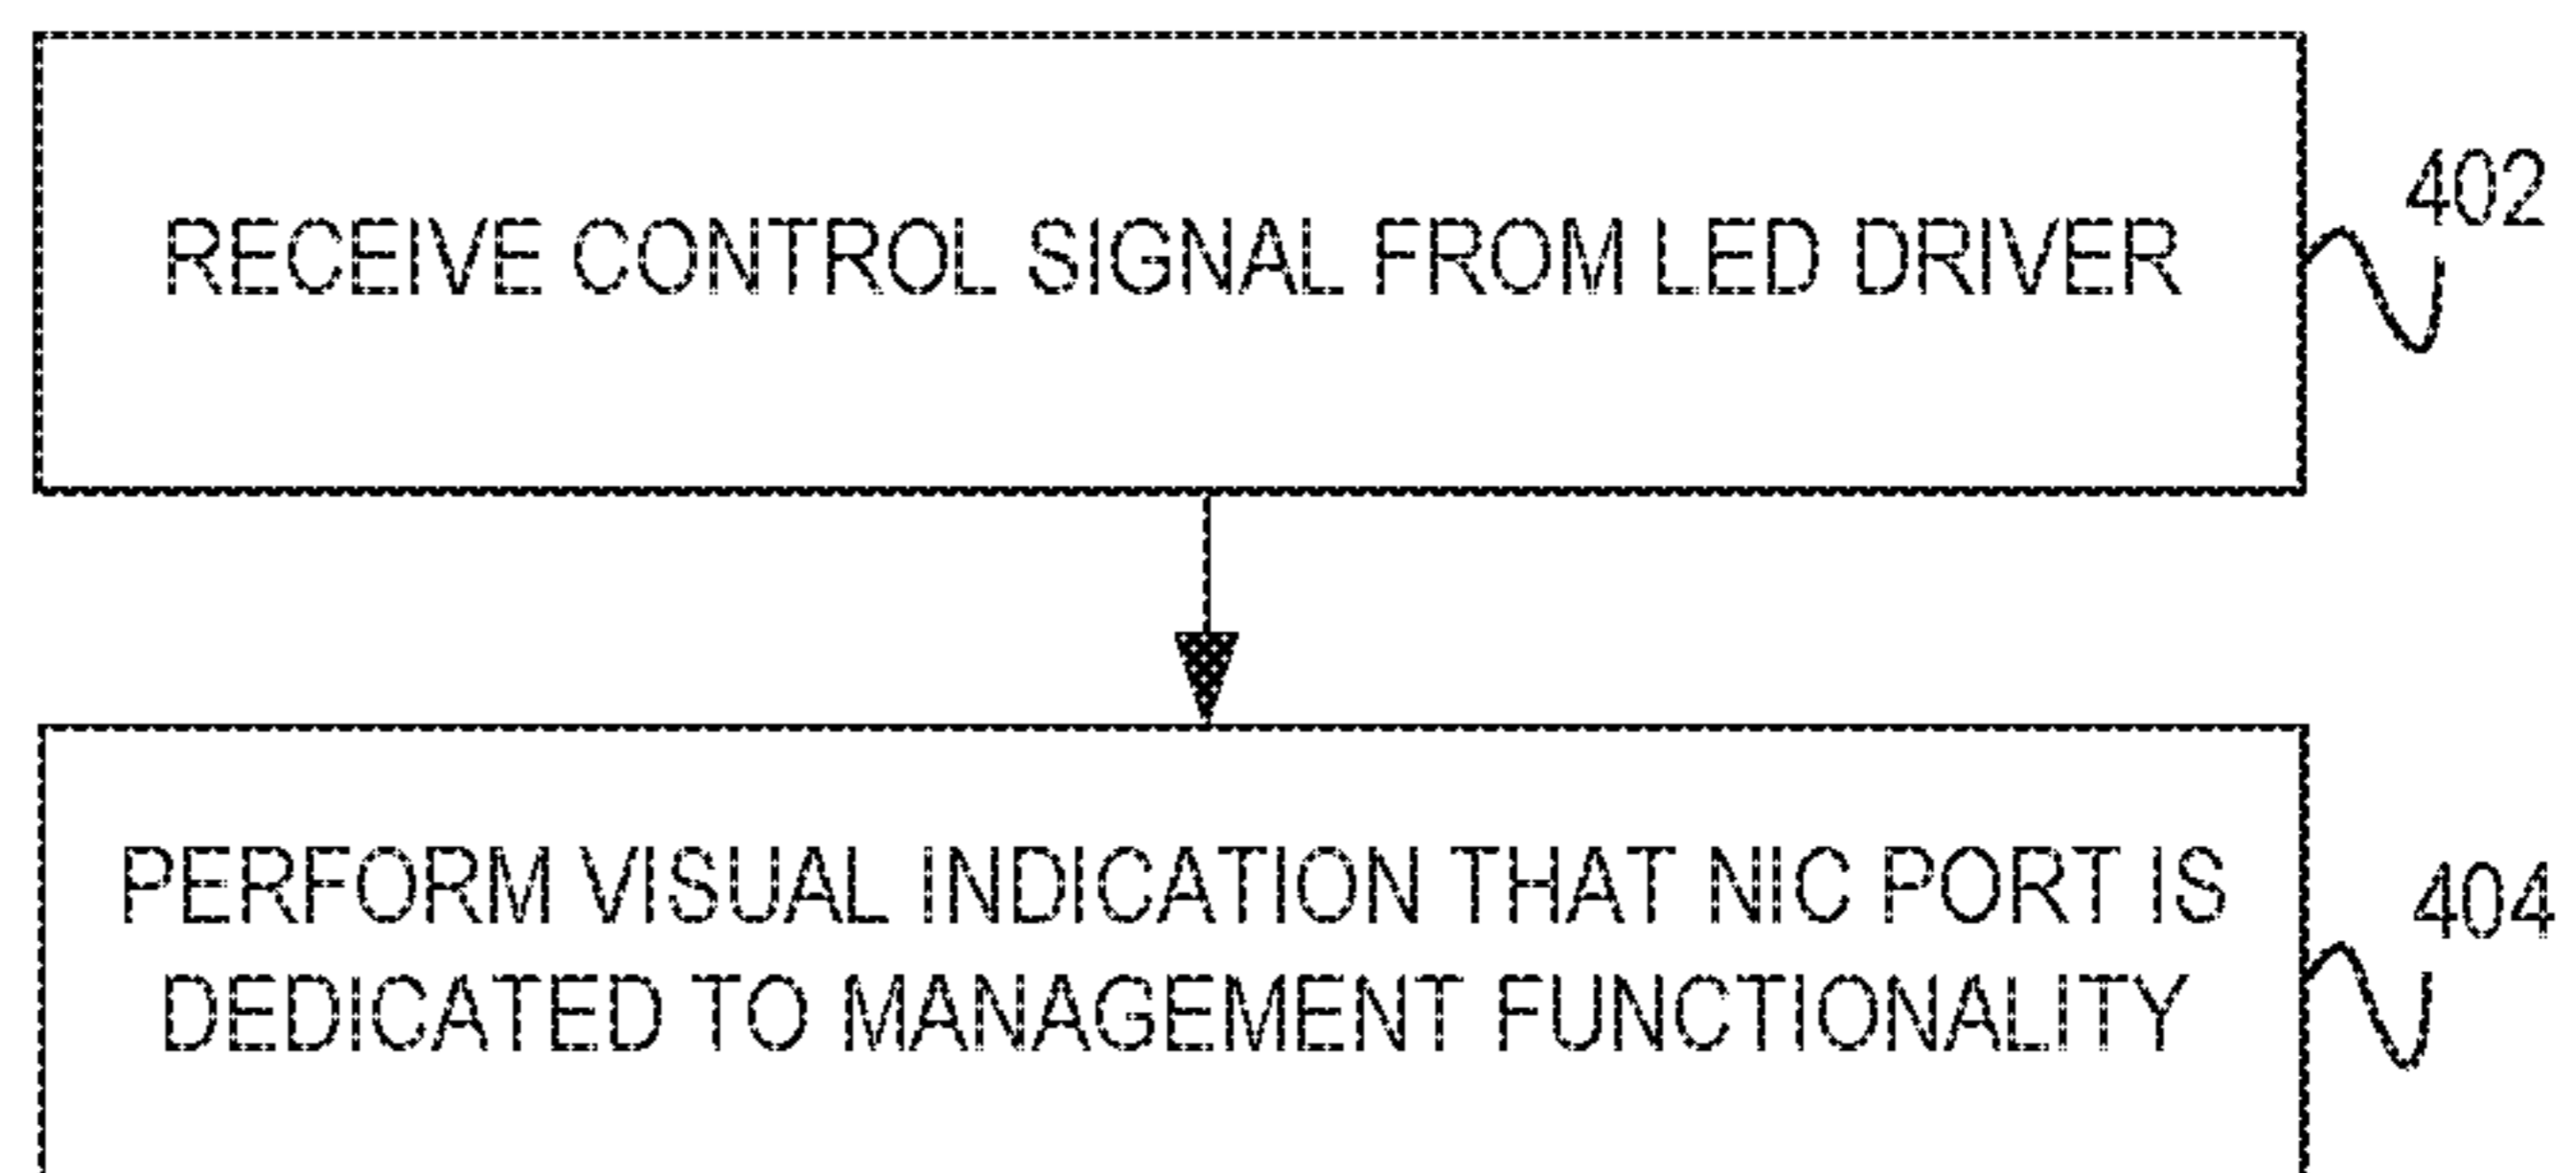 RECEIVE CONTROL SIGNAL FROM LED DRIVER
402
PERFORM VISUAL INDICATION THAT NIC PORT IS
DEDICATED TO MANAGEMENT FUNCTIONALITY
404